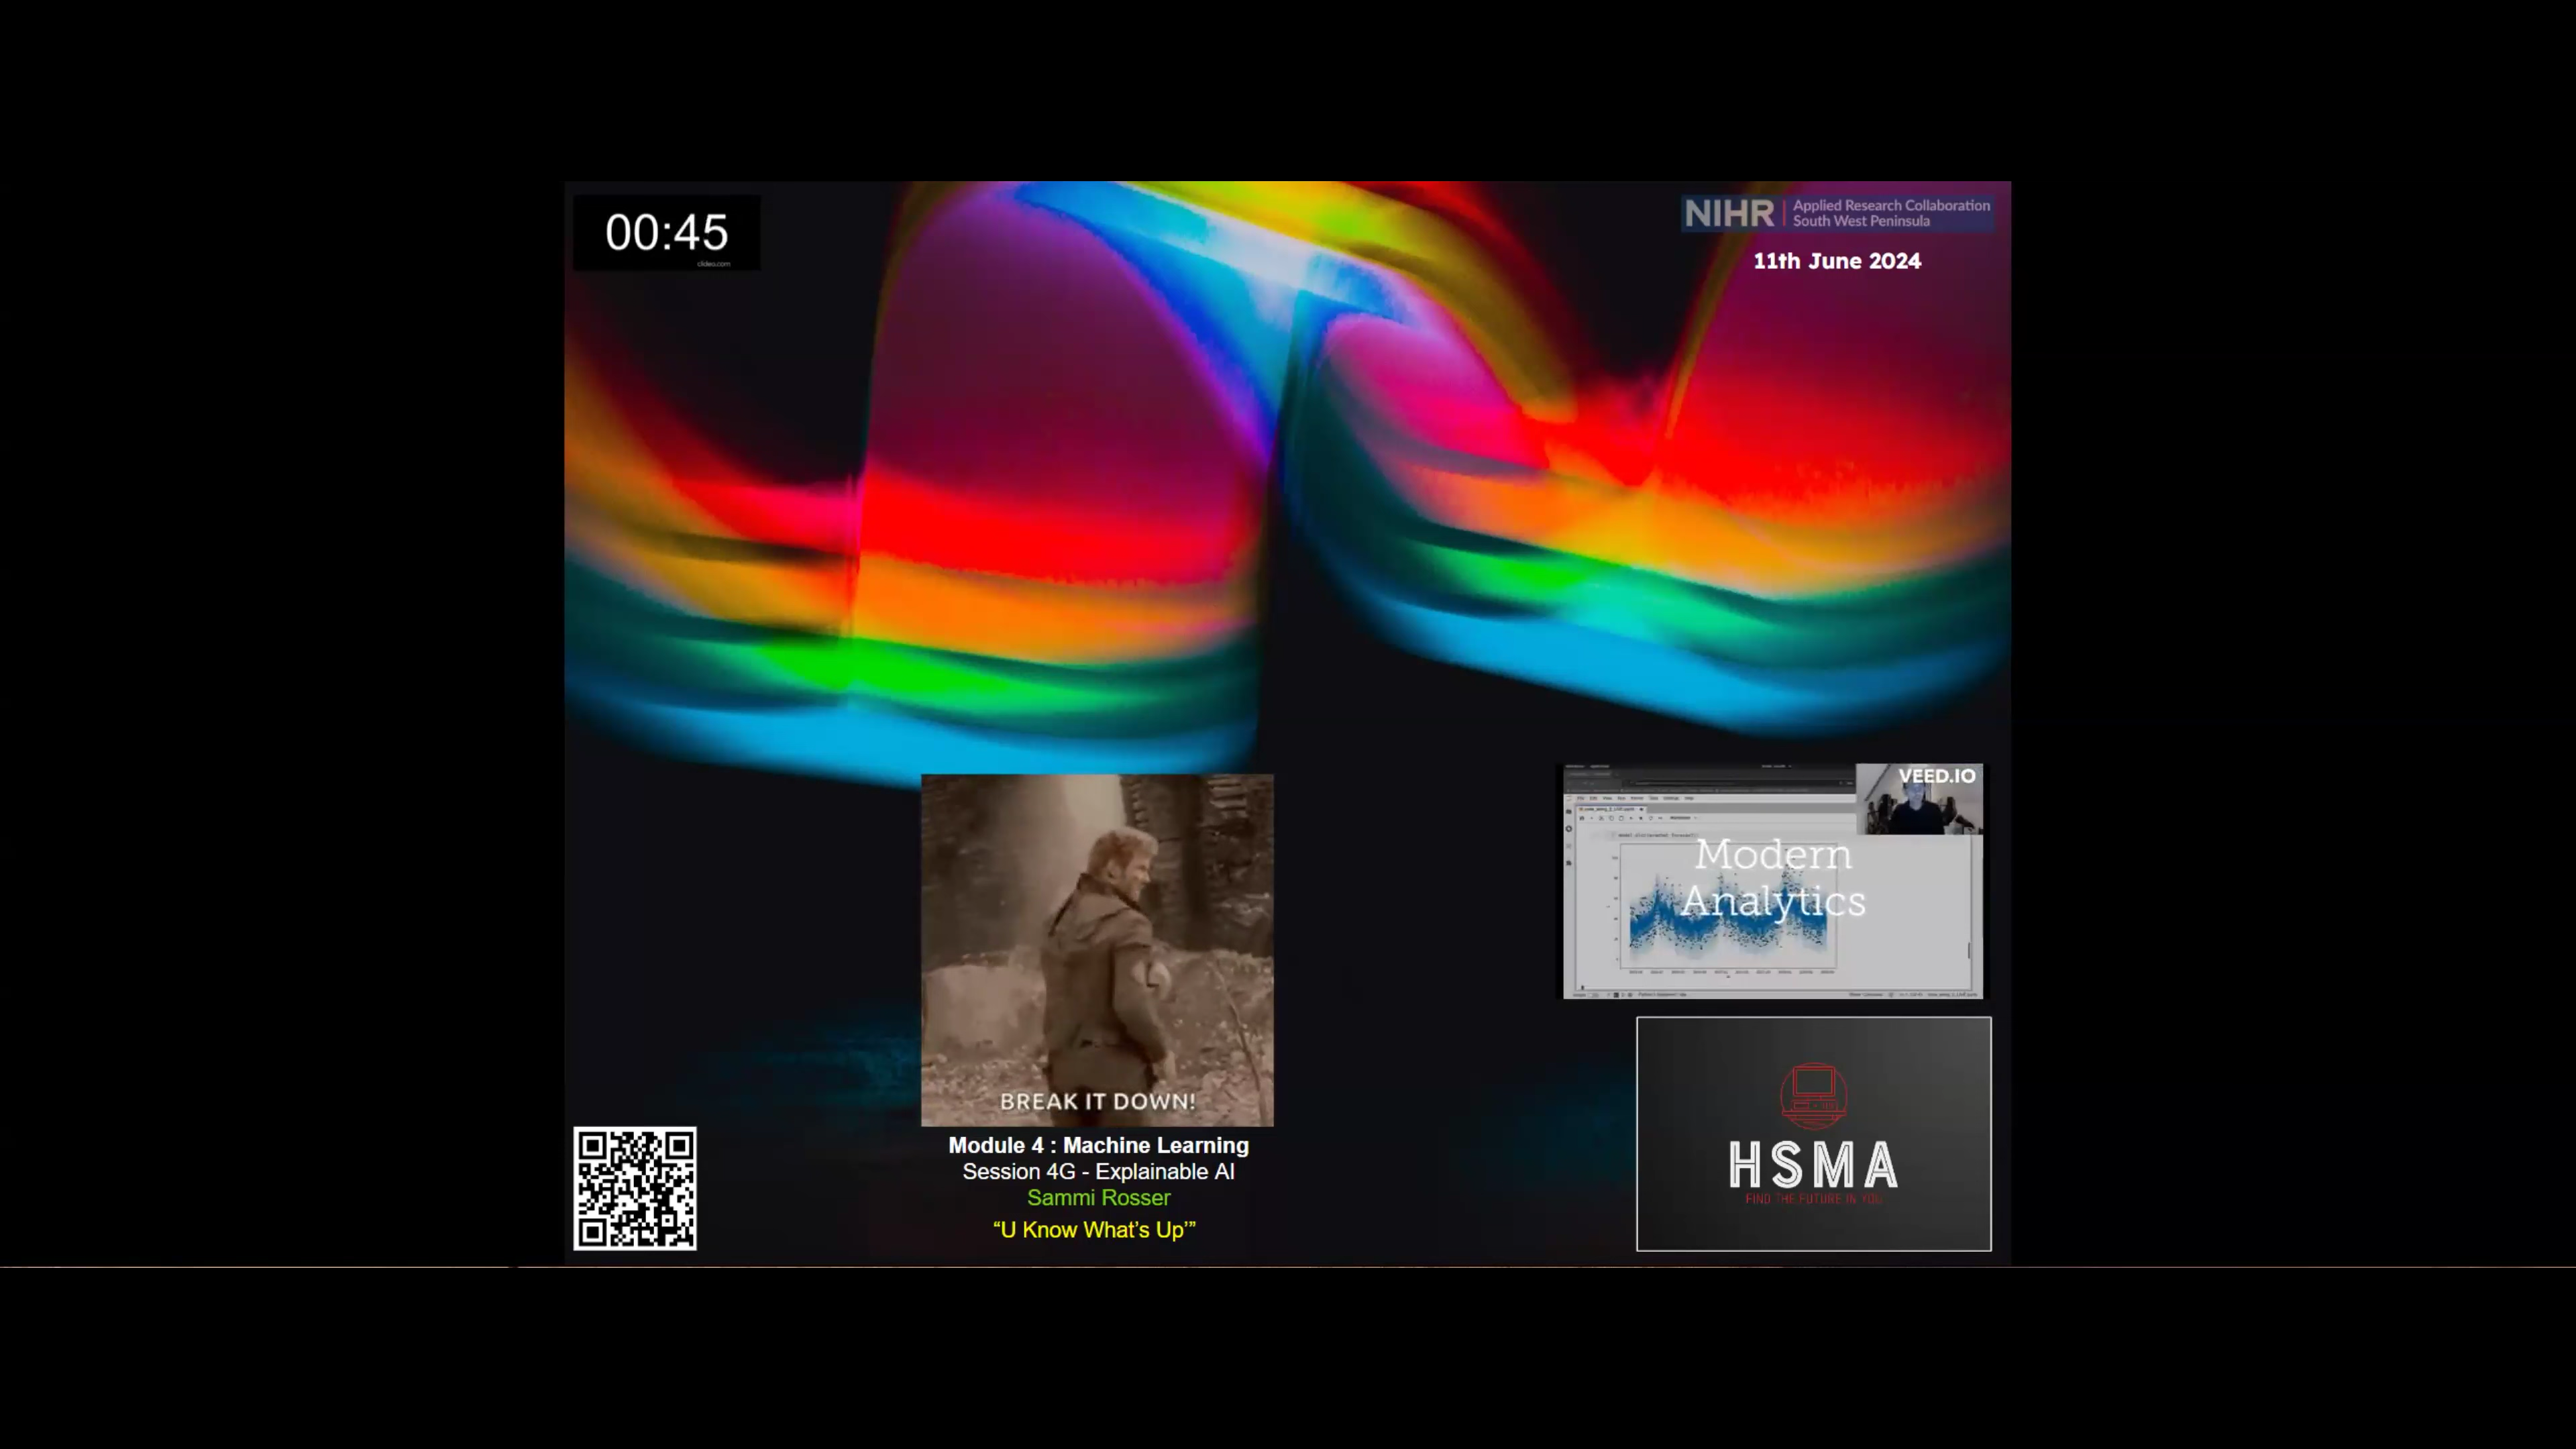 00:45
clideo.com
NIHR
Applied Research Collaboration
South West Peninsula
11th June 2024
VEED.IO
Modern
Analytics
BREAK IT DOWN!
Module 4 : Machine Learning
Session 4G - Explainable AI
Sammi Rosser
“U Know What’s Up’”
HSMA
FIND THE FUTURE IN YOU